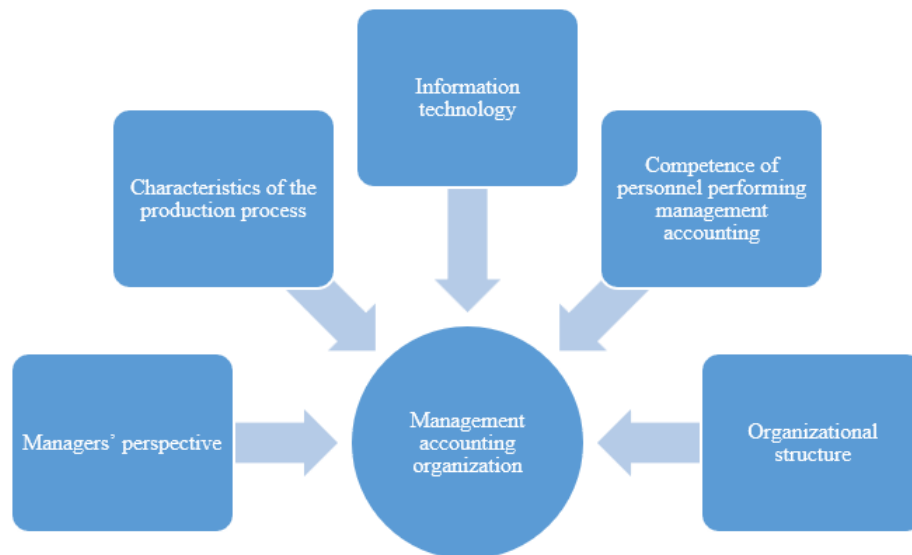 Information
technology
Characteristics of the
production process
Competence of
personnel performing
management
accounting
Managers’ perspective
Management
accounting
organization
Organizational
structure